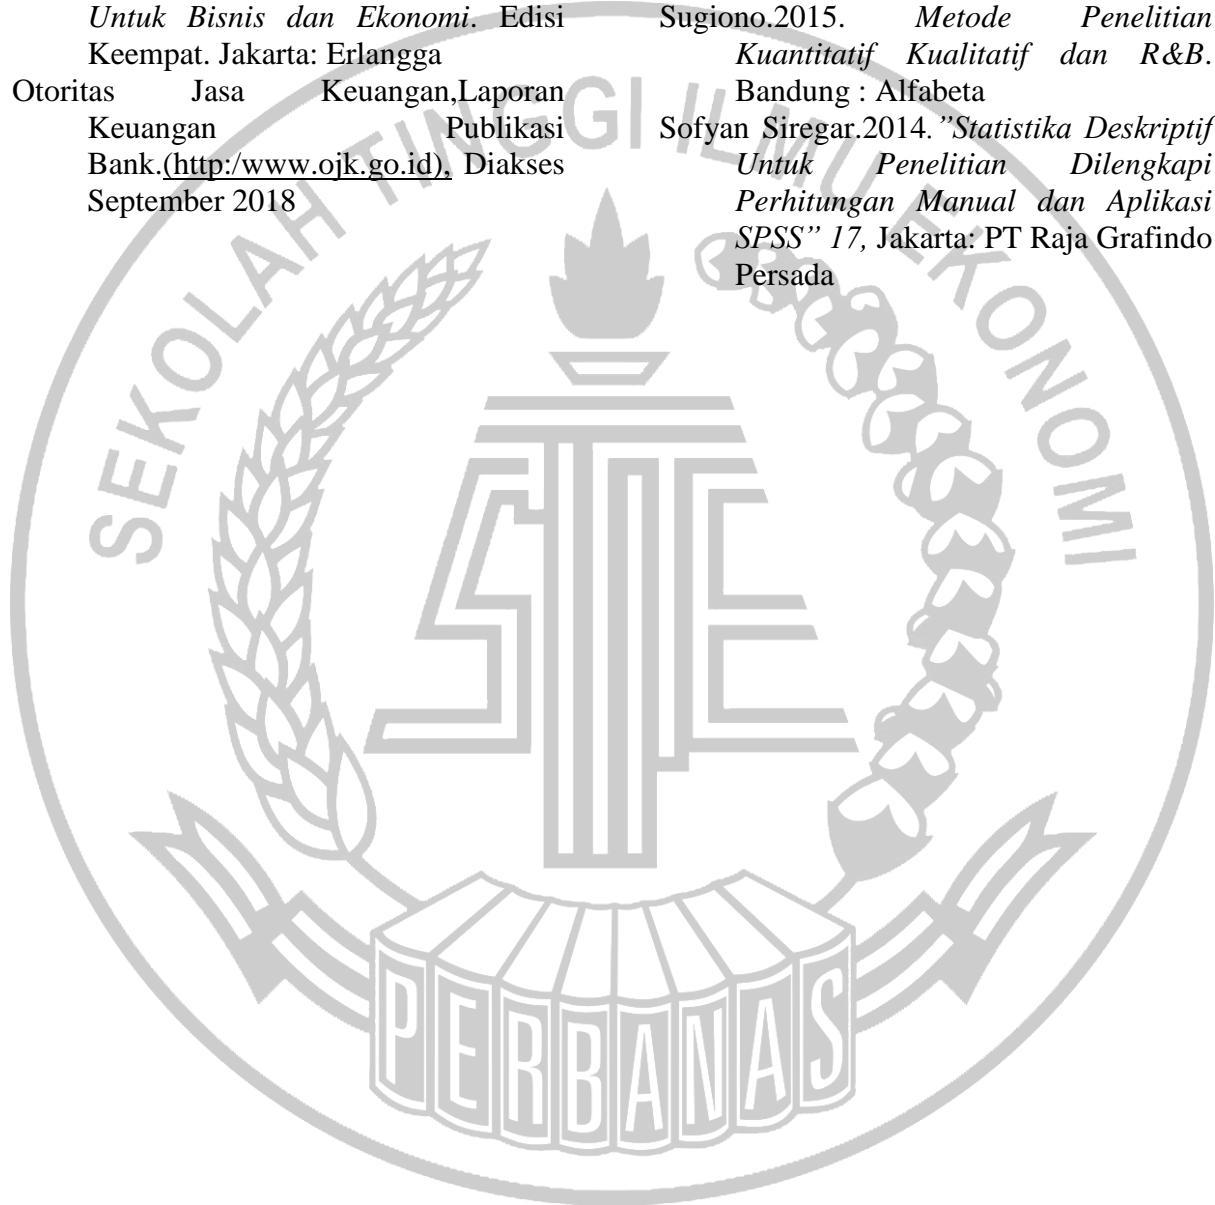 Untuk Bisnis dan Ekonomi. Edisi
Keempat. Jakarta: Erlangga
Otoritas Jasa Keuangan,Laporan
Keuangan Publikasi
Bank.(http:/www.ojk.go.id), Diakses
September 2018
Sugiono.2015. Metode Penelitian
Kuantitatif Kualitatif dan R&B.
Bandung : Alfabeta
Sofyan Siregar.2014."Statistika Deskriptif
Untuk Penelitian Dilengkapi
Perhitungan Manual dan Aplikasi
SPSS" 17, Jakarta: PT Raja Grafindo
Persada
SEKOLAH TINGGI ILMU EKONOMI
STIE
PERBANAS